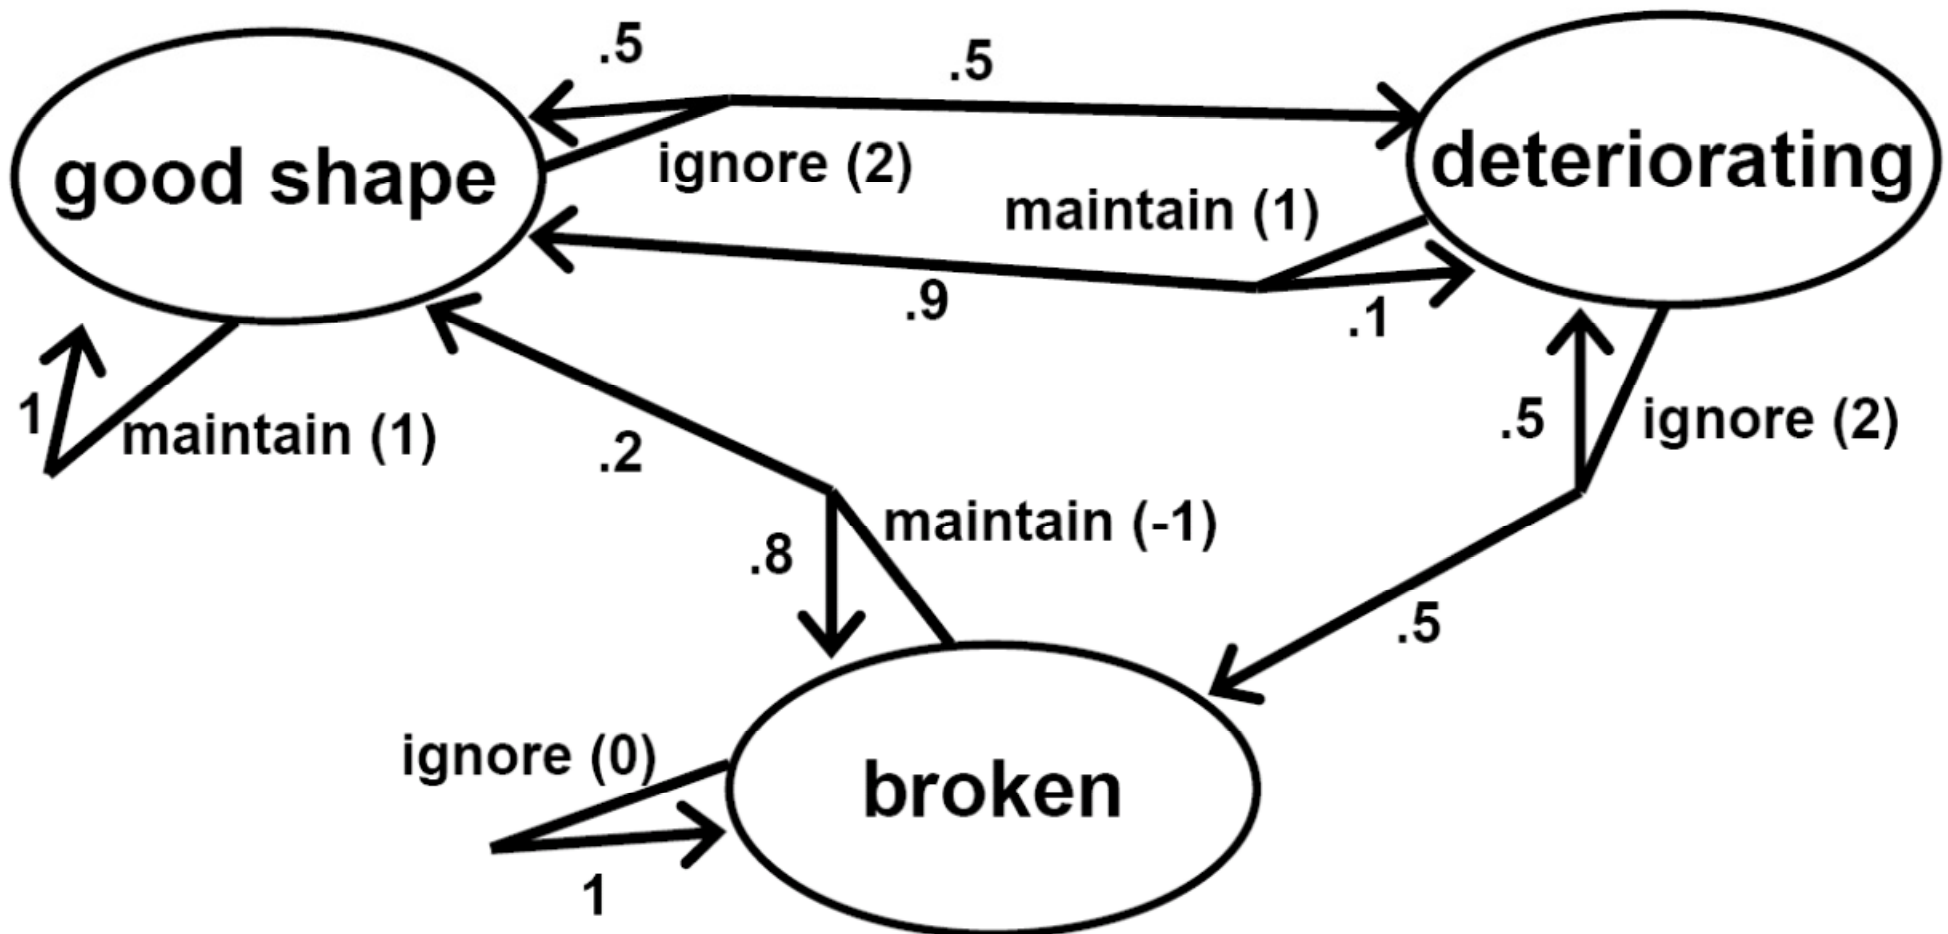 .5
.5
good shape
ignore (2)
deteriorating
maintain (1)
.9
.1
1
maintain (1)
.2
.5
ignore (2)
.8
maintain (-1)
.5
ignore (0)
broken
1